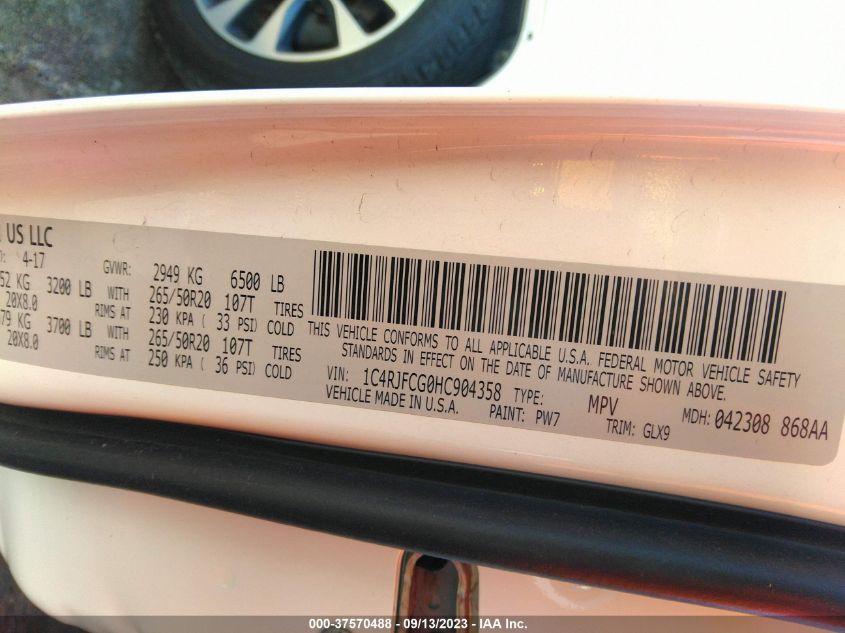 US LLC
4-17
GVWR: 2949 KG 6500 LB
52 KG 3200 LB WITH 265/50R20 107T TIRES
20X8.0 RIMS AT 230 KPA ( 33 PSI) COLD
79 KG 3700 LB WITH 265/50R20 107T TIRES
20X8.0 RIMS AT 250 KPA ( 36 PSI) COLD
THIS VEHICLE CONFORMS TO ALL APPLICABLE U.S.A. FEDERAL MOTOR VEHICLE SAFETY
STANDARDS IN EFFECT ON THE DATE OF MANUFACTURE SHOWN ABOVE.
VIN: 1C4RJFCG0HC904358 TYPE: MPV MDH: 042308 868AA
VEHICLE MADE IN U.S.A. PAINT: PW7 TRIM: GLX9
000-37570488 - 09/13/2023 - IAA Inc.